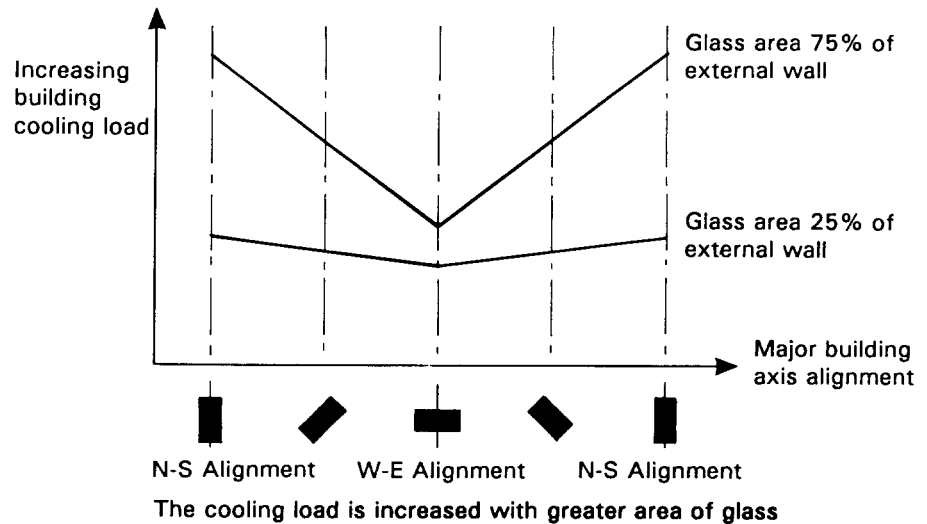 Increasing
building
cooling load
Glass area 75% of
external wall
Glass area 25% of
external wall
Major building
axis alignment
N-S Alignment
W-E Alignment
N-S Alignment
The cooling load is increased with greater area of glass